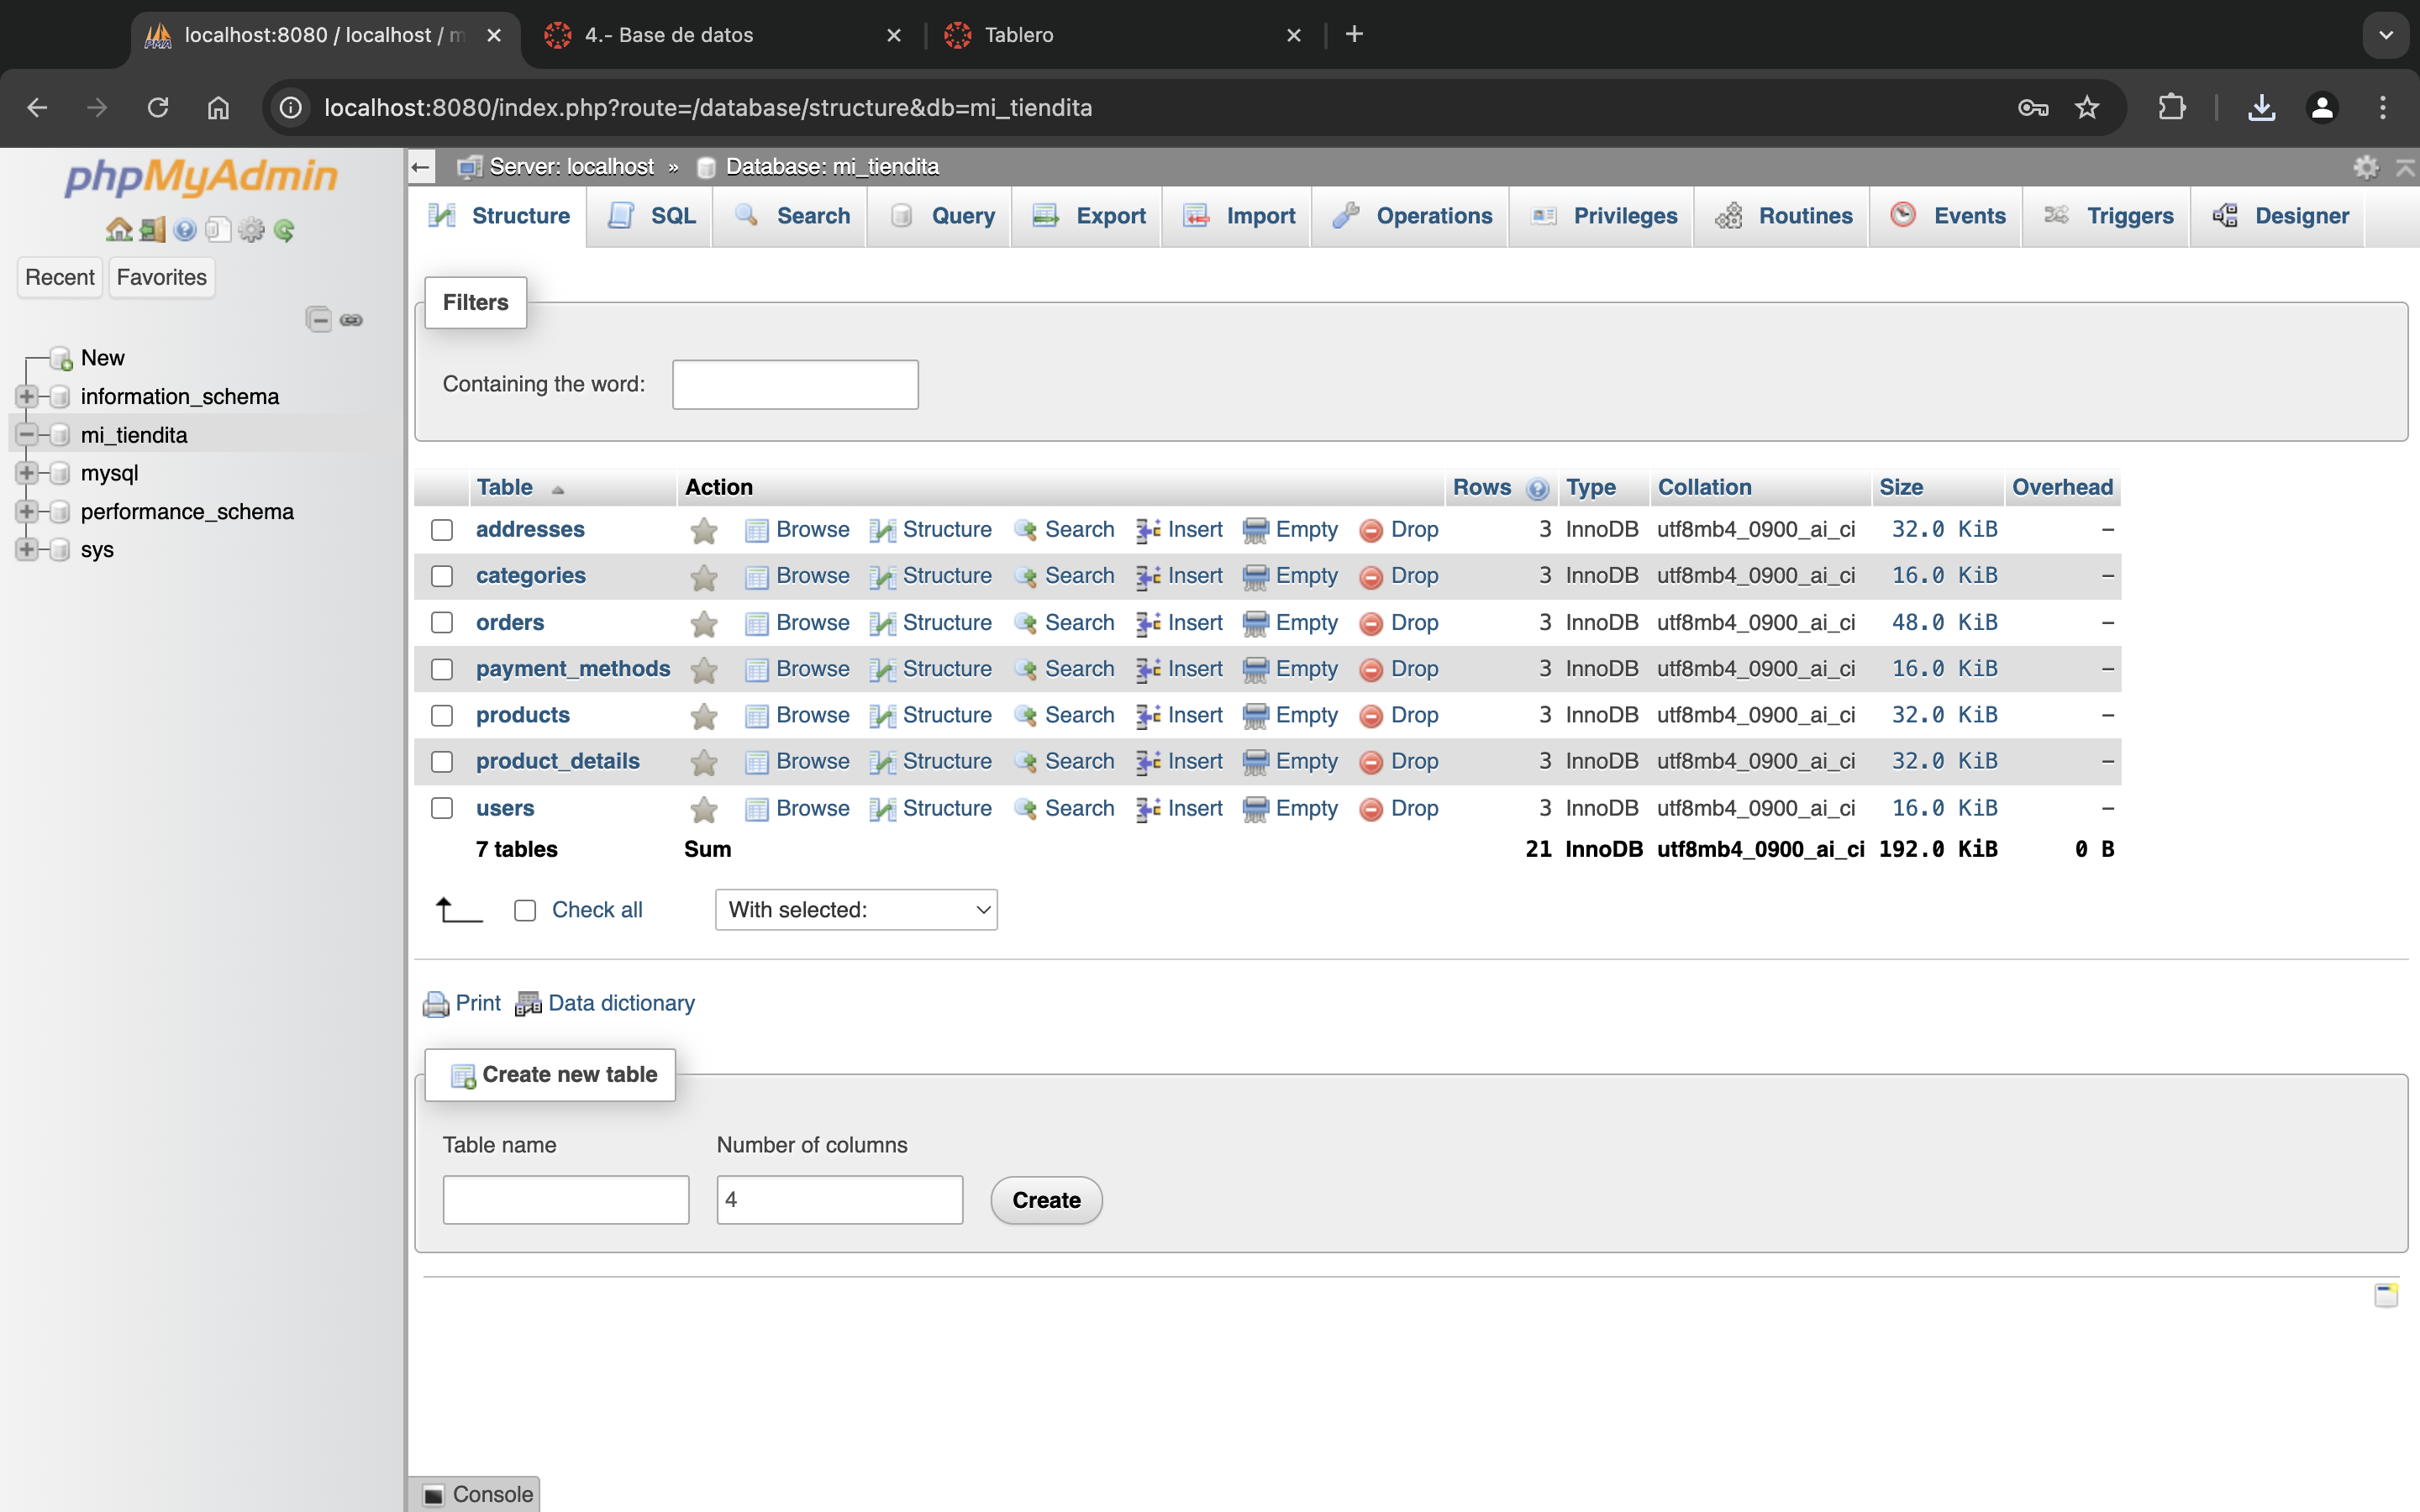 localhost:8080 / localhost / m
4.- Base de datos
Tablero
localhost:8080/index.php?route=/database/structure&db=mi_tiendita
phpMyAdmin
Recent Favorites
New
information_schema
mi_tiendita
mysql
performance_schema
sys
Server: localhost » Database: mi_tiendita
Structure SQL Search Query Export Import Operations Privileges Routines Events Triggers Designer
Filters
Containing the word:
Table Action Rows Type Collation Size Overhead
addresses Browse Structure Search Insert Empty Drop 3 InnoDB utf8mb4_0900_ai_ci 32.0 KiB –
categories Browse Structure Search Insert Empty Drop 3 InnoDB utf8mb4_0900_ai_ci 16.0 KiB –
orders Browse Structure Search Insert Empty Drop 3 InnoDB utf8mb4_0900_ai_ci 48.0 KiB –
payment_methods Browse Structure Search Insert Empty Drop 3 InnoDB utf8mb4_0900_ai_ci 16.0 KiB –
products Browse Structure Search Insert Empty Drop 3 InnoDB utf8mb4_0900_ai_ci 32.0 KiB –
product_details Browse Structure Search Insert Empty Drop 3 InnoDB utf8mb4_0900_ai_ci 32.0 KiB –
users Browse Structure Search Insert Empty Drop 3 InnoDB utf8mb4_0900_ai_ci 16.0 KiB –
7 tables Sum 21 InnoDB utf8mb4_0900_ai_ci 192.0 KiB 0 B
Check all With selected:
Print Data dictionary
Create new table
Table name Number of columns
4 Create
Console